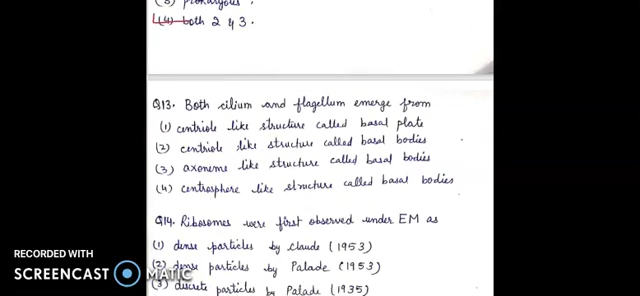 (3) prokaryotic.
(4) both 2 & 3.
Q13. Both cilium and flagellum emerge from
(1) centriole like structure called basal plate
(2) centriole like structure called basal bodies
(3) axoneme like structure called basal bodies
(4) centrosphere like structure called basal bodies
Q14. Ribosomes were first observed under EM as
(1) dense particles by claude (1953)
(2) dense particles by Palade (1953)
(3) discrete particles by Palade (1935)
RECORDED WITH
SCREENCAST MATIC